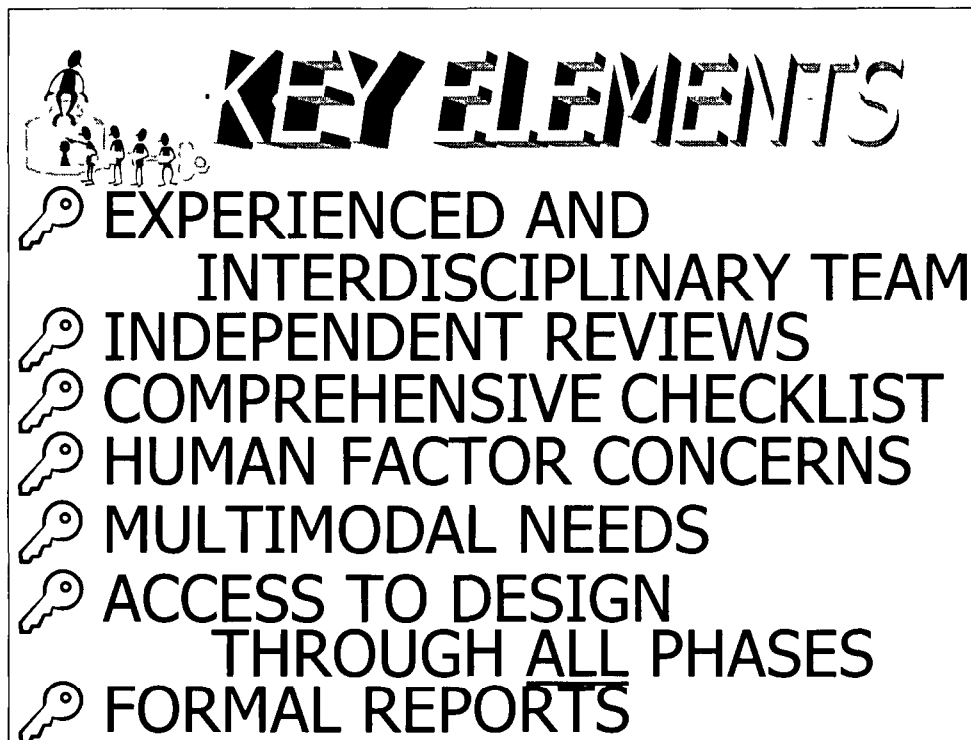 KEY ELEMENTS
EXPERIENCED AND
INTERDISCIPLINARY TEAM
INDEPENDENT REVIEWS
COMPREHENSIVE CHECKLIST
HUMAN FACTOR CONCERNS
MULTIMODAL NEEDS
ACCESS TO DESIGN
THROUGH ALL PHASES
FORMAL REPORTS